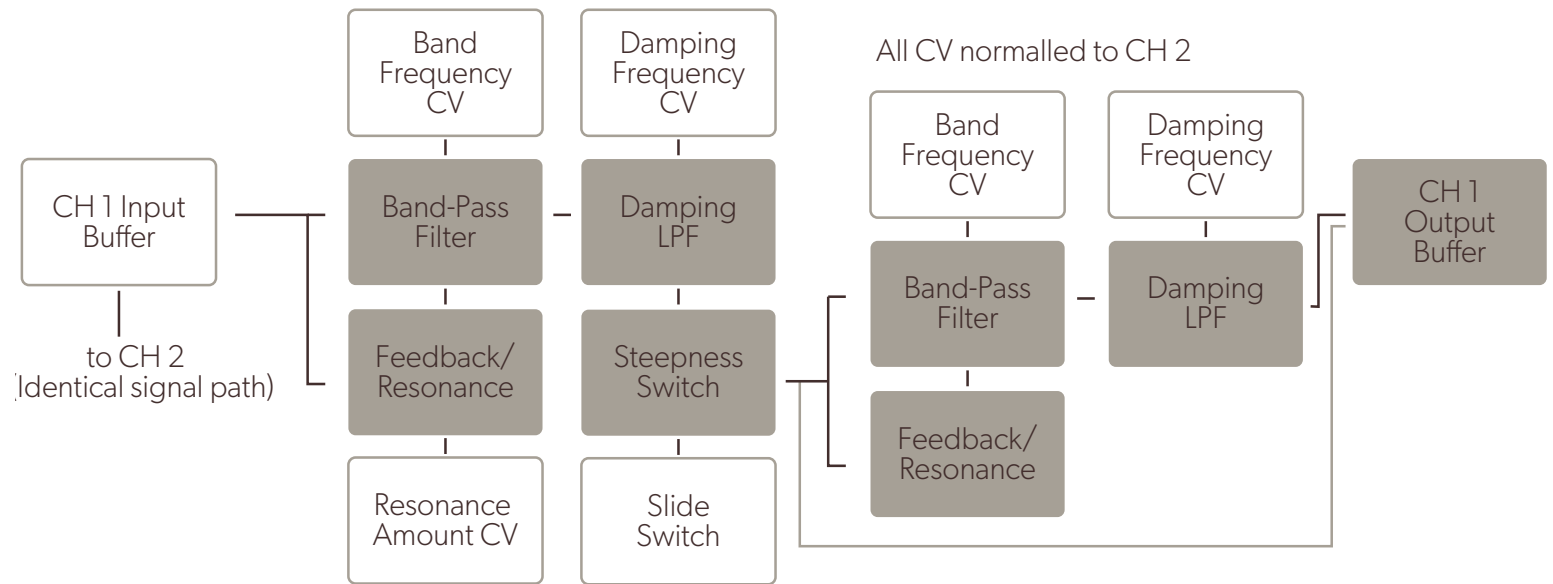 Band
Frequency
CV
Damping
Frequency
CV
All CV normalled to CH 2
Band
Frequency
CV
Damping
Frequency
CV
CH 1 Input
Buffer
Band-Pass
Filter
Damping
LPF
CH 1
Output
Buffer
Band-Pass
Filter
Damping
LPF
to CH 2
(Identical signal path)
Feedback/
Resonance
Steepness
Switch
Feedback/
Resonance
Resonance
Amount CV
Slide
Switch